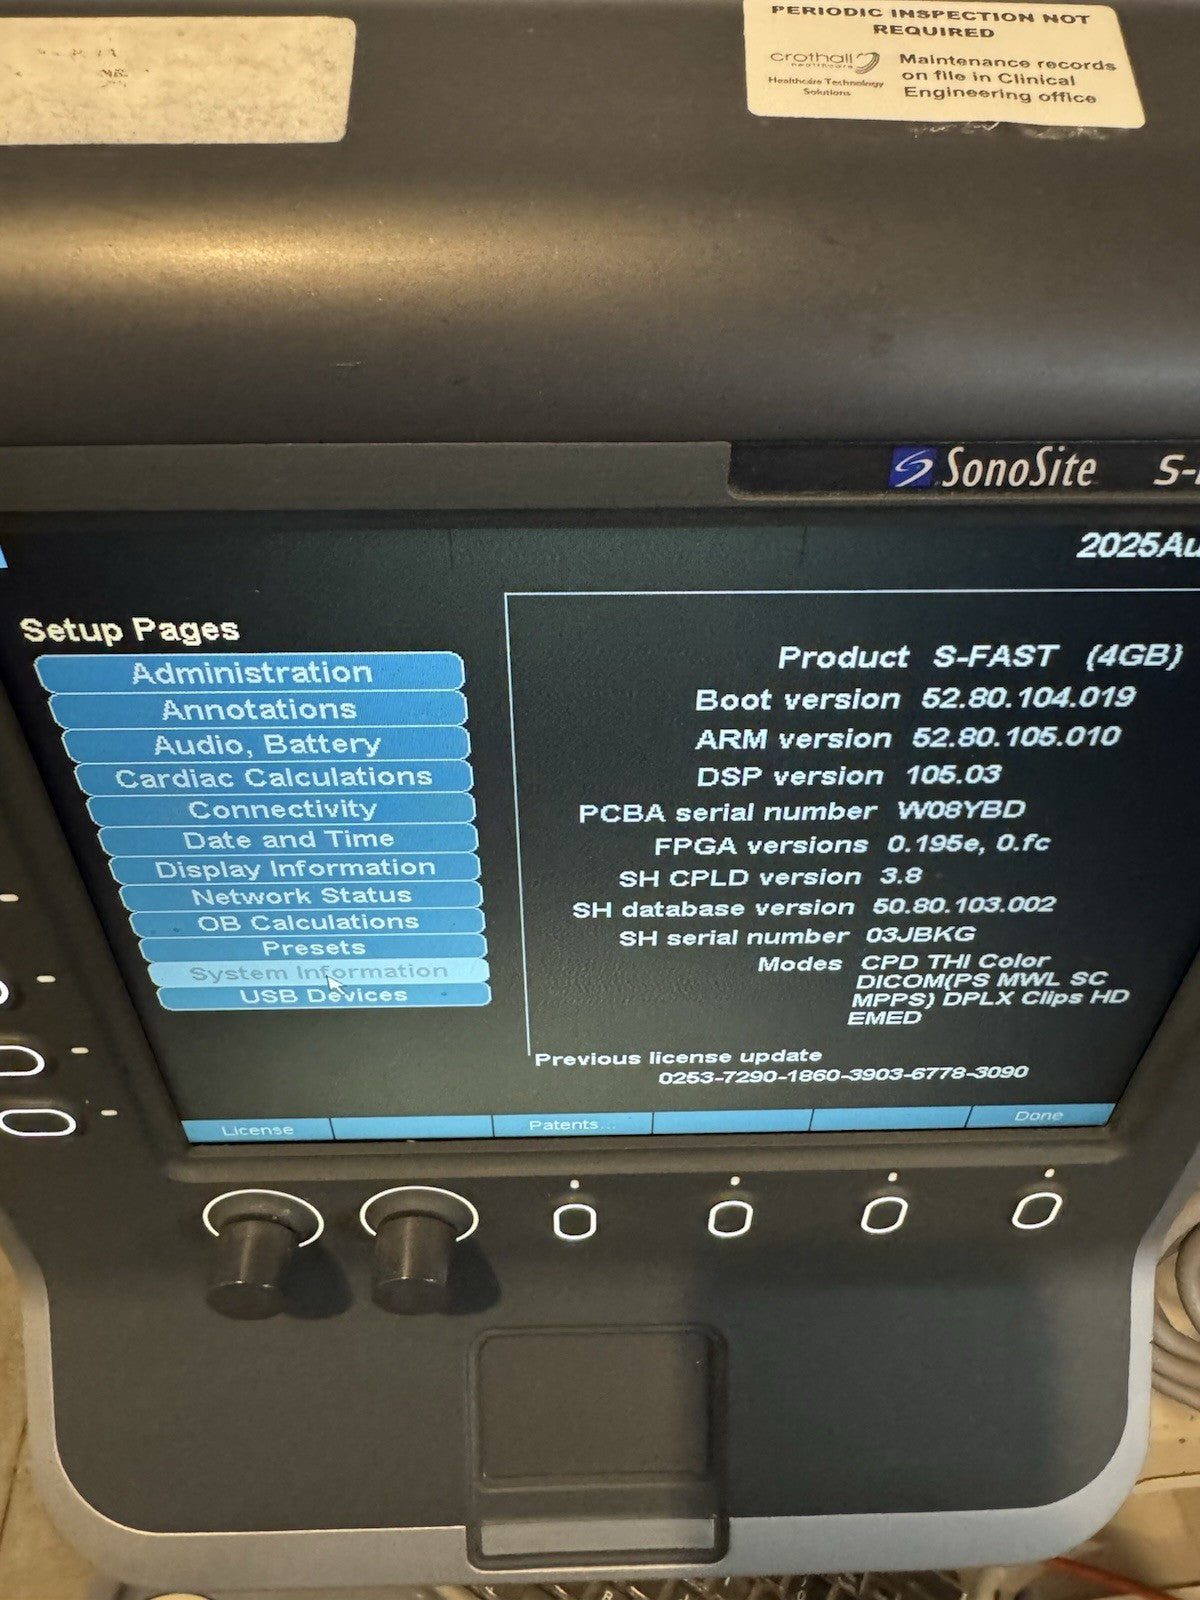 PERIODIC INSPECTION NOT
REQUIRED
crothall
healthcare
Healthcare Technology
Solutions
Maintenance records
on file in Clinical
Engineering office
SonoSite
2025Au
Setup Pages
Administration
Annotations
Audio, Battery
Cardiac Calculations
Connectivity
Date and Time
Display Information
Network Status
OB Calculations
Presets
System Information
USB Devices
Product S-FAST (4GB)
Boot version 52.80.104.019
ARM version 52.80.105.010
DSP version 105.03
PCBA serial number W08YBD
FPGA versions 0.195e, 0.fc
SH CPLD version 3.8
SH database version 50.80.103.002
SH serial number 03JBKG
Modes CPD THI Color
DICOM(PS MWL SC
MPPS) DPLX Clips HD
EMED
Previous license update
0253-7290-1860-3903-6778-3090
License
Patents...
Done